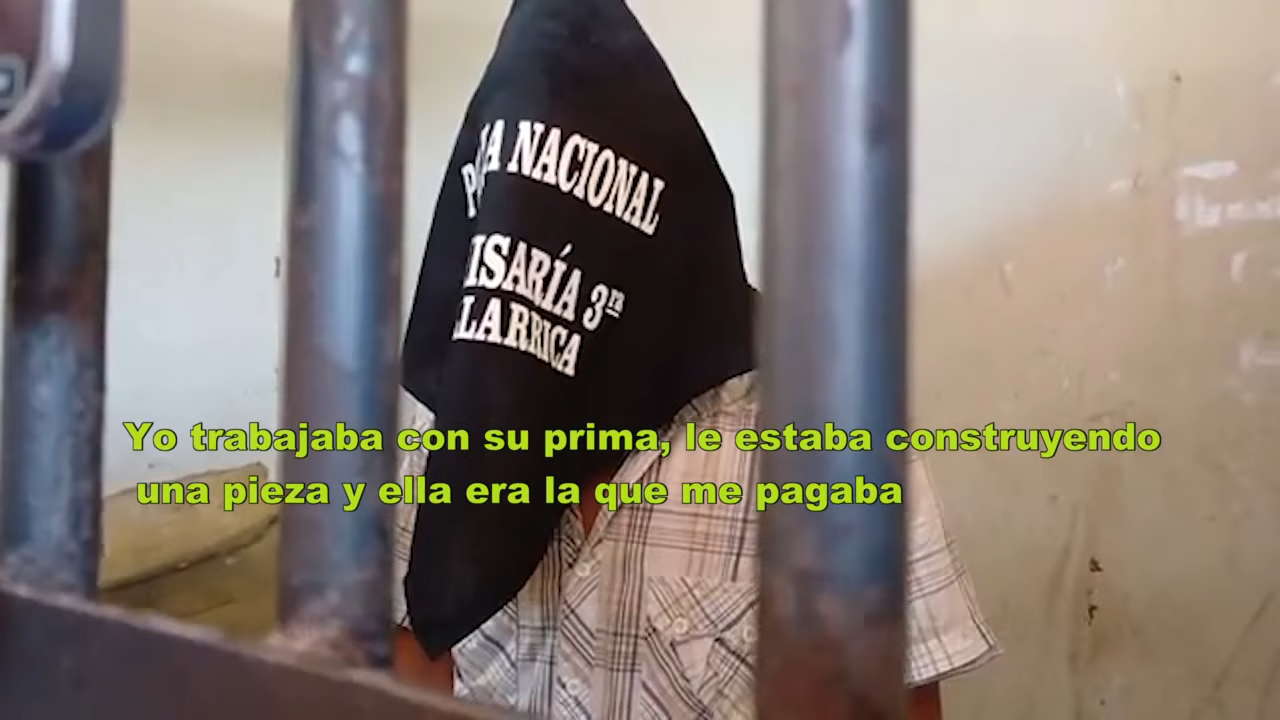 NACIONAL
3ra
Yo trabajaba con su prima, le estaba construyendo
una pieza y ella era la que me pagaba